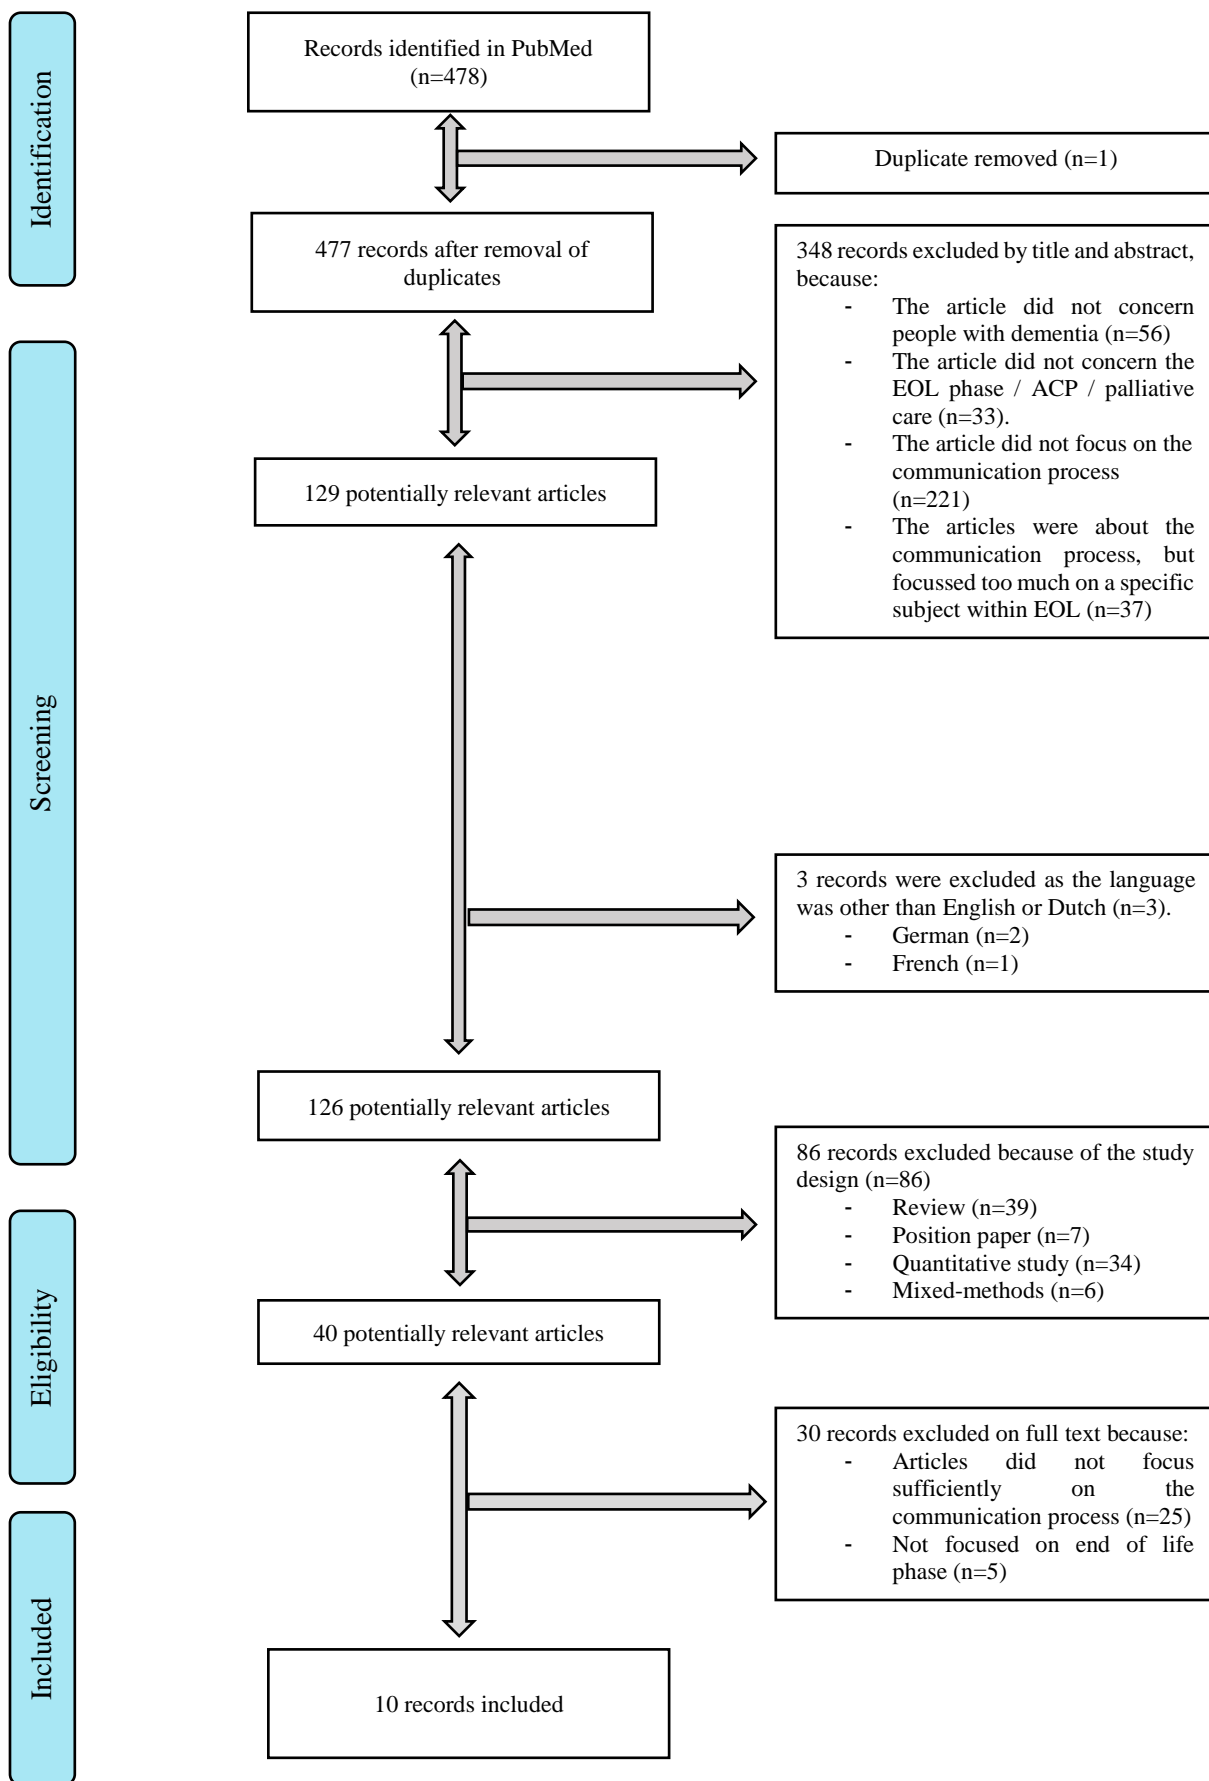 Identification
Records identified in PubMed
(n=478)
Duplicate removed (n=1)
477 records after removal of
duplicates
348 records excluded by title and abstract,
because:
- The article did not concern
people with dementia (n=56)
- The article did not concern the
EOL phase / ACP / palliative
care (n=33).
- The article did not focus on the
communication process
(n=221)
- The articles were about the
communication process, but
focussed too much on a specific
subject within EOL (n=37)
Screening
129 potentially relevant articles
3 records were excluded as the language
was other than English or Dutch (n=3).
- German (n=2)
- French (n=1)
126 potentially relevant articles
86 records excluded because of the study
design (n=86)
- Review (n=39)
- Position paper (n=7)
- Quantitative study (n=34)
- Mixed-methods (n=6)
Eligibility
40 potentially relevant articles
30 records excluded on full text because:
- Articles did not focus
sufficiently on the
communication process (n=25)
- Not focused on end of life
phase (n=5)
Included
10 records included